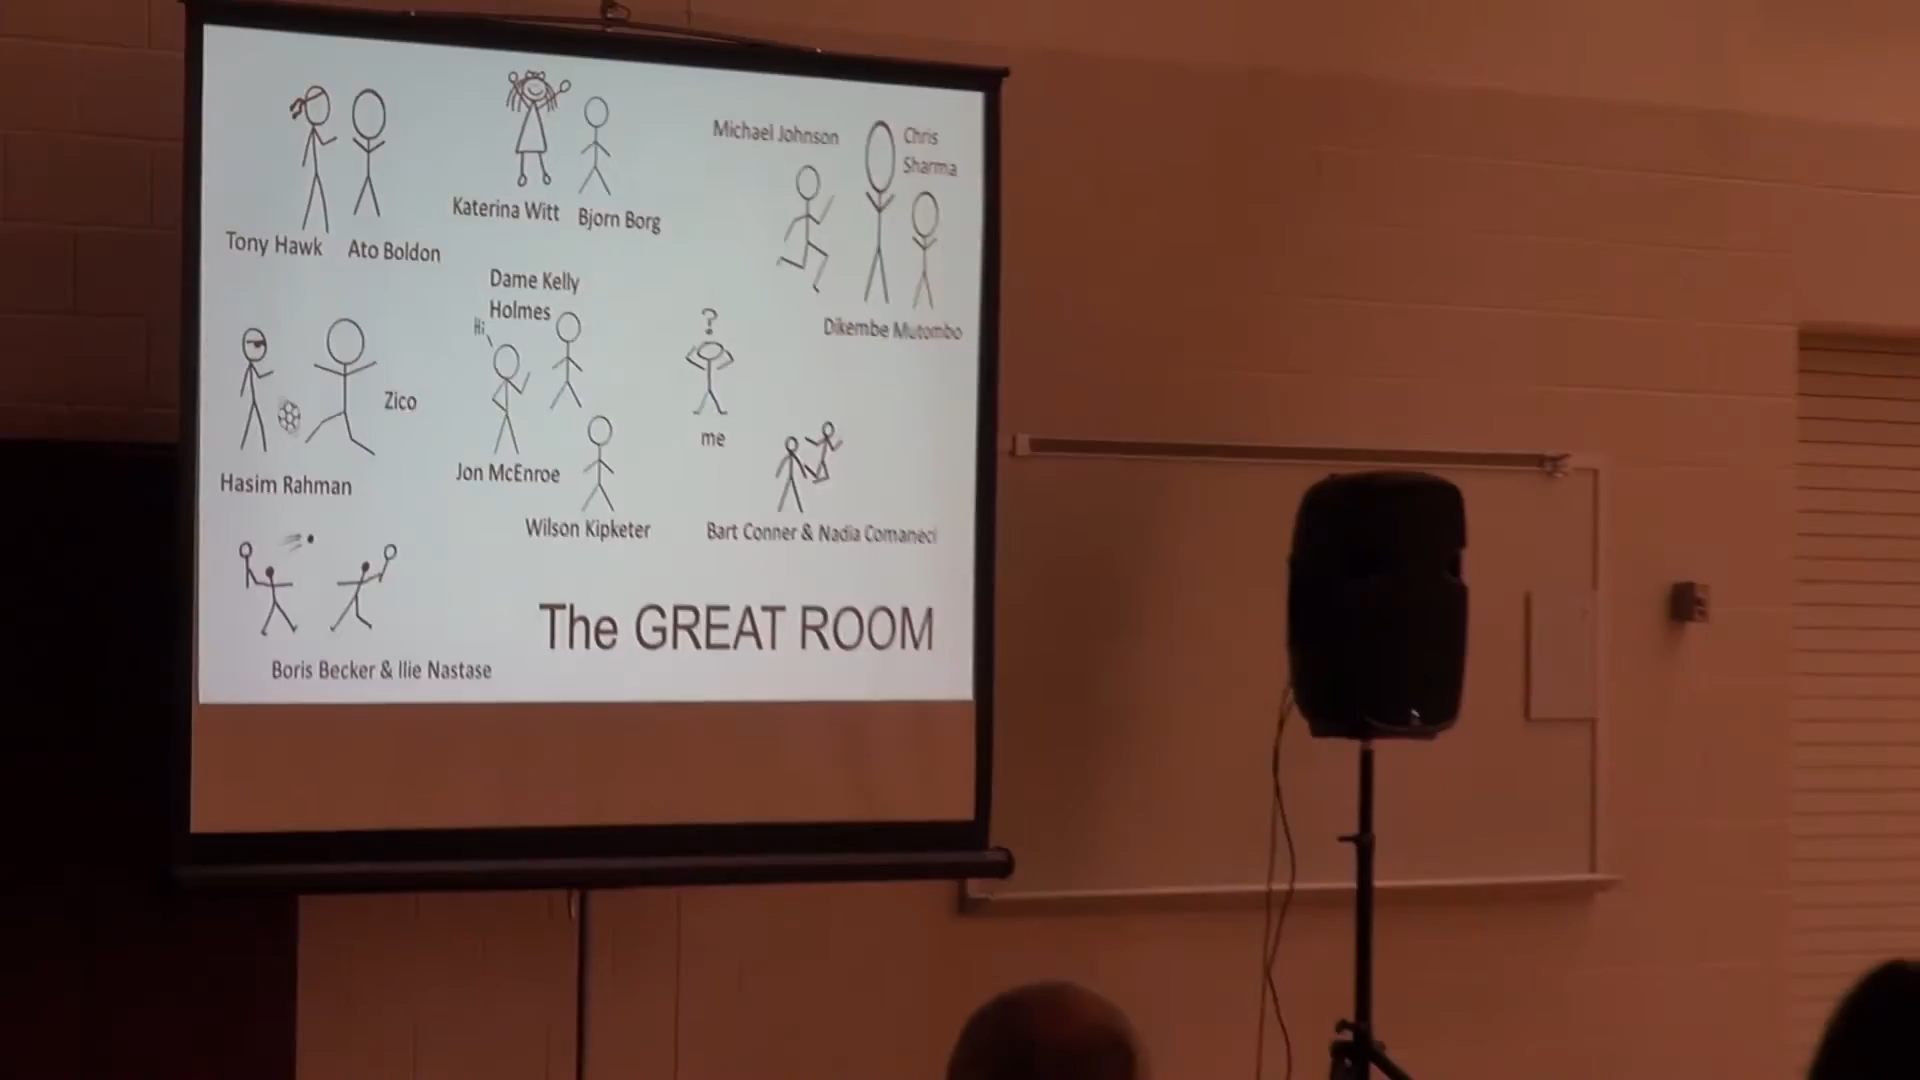 Michael Johnson
Chris
Sharma
Katerina Witt
Bjorn Borg
Tony Hawk
Ato Boldon
Dame Kelly
Holmes
Hi
?
Dikembe Mutombo
Zico
me
Jon McEnroe
Hasim Rahman
Wilson Kipketer
Bart Conner & Nadia Comaneci
The GREAT ROOM
Boris Becker & Ilie Nastase